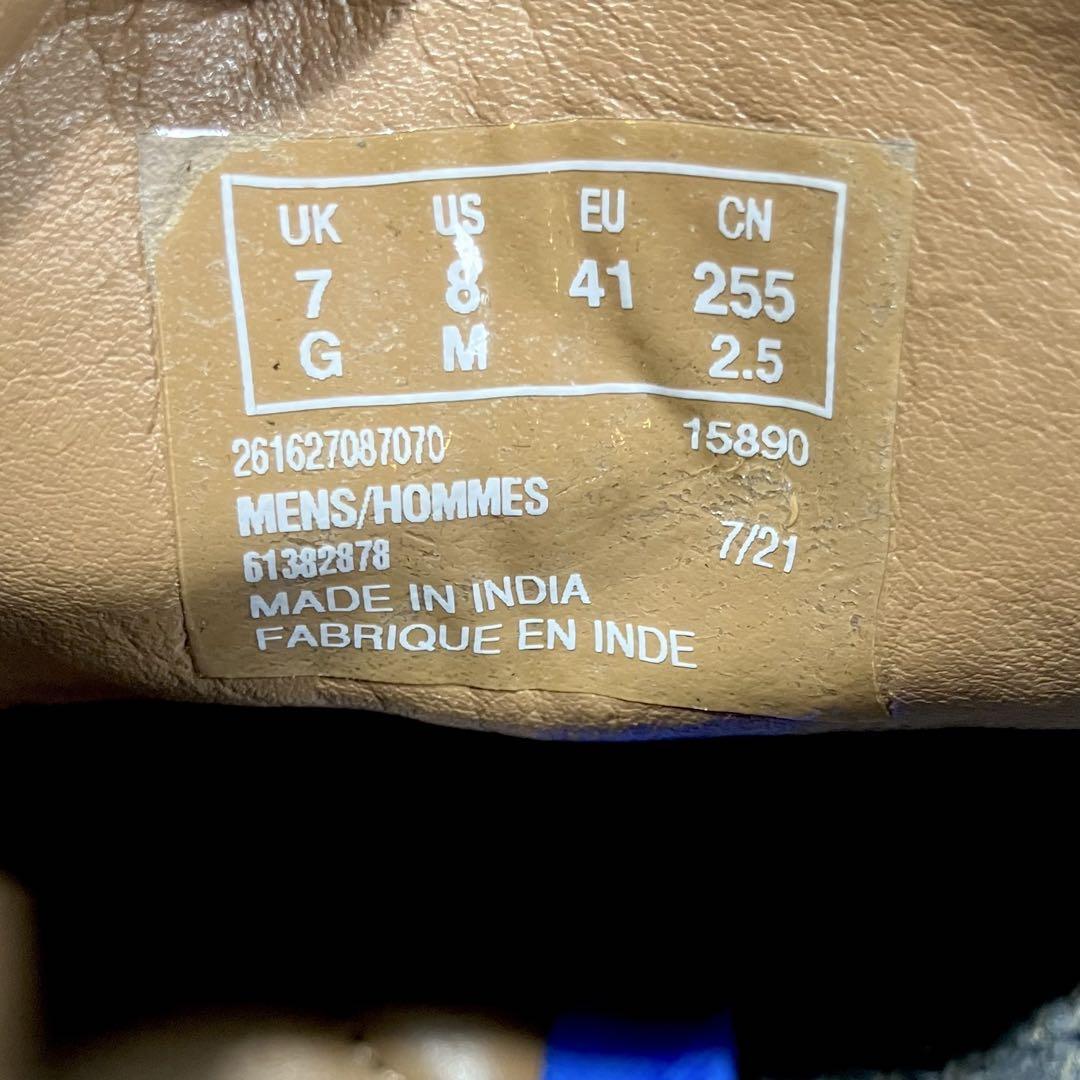 UK US EU CN
7 8 41 255
G M 2.5
261627087070 15890
MENS/HOMMES
61382878 7/21
MADE IN INDIA
FABRIQUE EN INDE